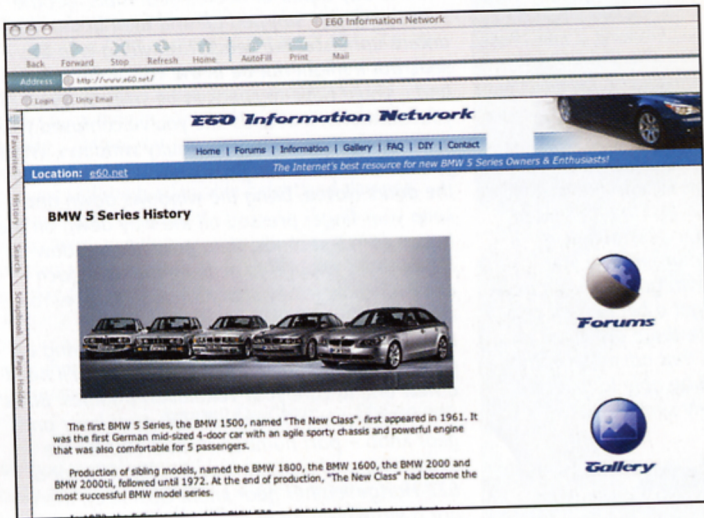 E60 Information Network
Back Forward Stop Refresh Home AutoFill Print Mail
Address: http://www.e60.net/
Login Unity Email
Favorites
History
Search
Scrapbook
Page Holder
E60 Information Network
Home | Forums | Information | Gallery | FAQ | DIY | Contact
Location: e60.net
The Internet's best resource for new BMW 5 Series Owners & Enthusiasts!
BMW 5 Series History
Forums
The first BMW 5 Series, the BMW 1500, named "The New Class", first appeared in 1961. It
was the first German mid-sized 4-door car with an agile sporty chassis and powerful engine
that was also comfortable for 5 passengers.
Production of sibling models, named the BMW 1800, the BMW 1600, the BMW 2000 and
BMW 2000tii, followed until 1972. At the end of production, "The New Class" had become the
most successful BMW model series.
Gallery